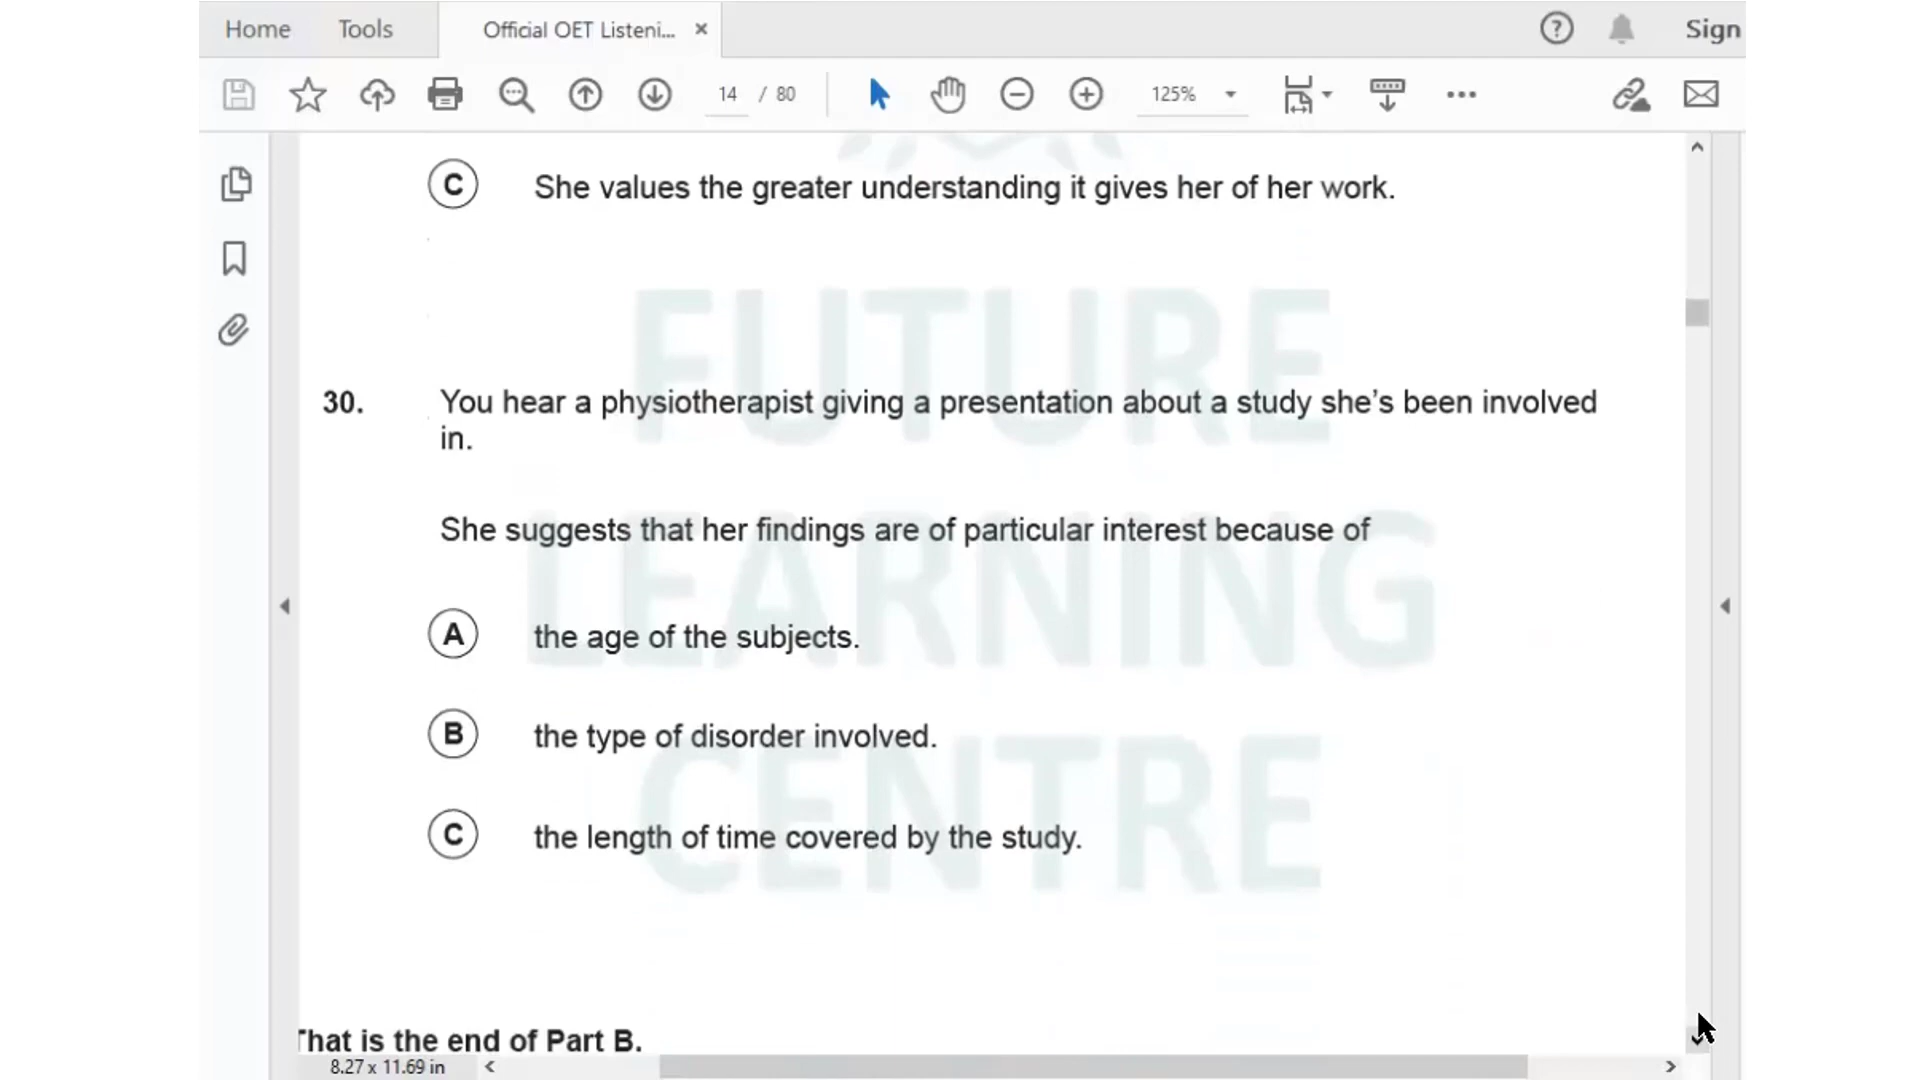 Home Tools Official OET Listeni... × Sign
14 / 80 125%
C She values the greater understanding it gives her of her work.
FUTURE
30. You hear a physiotherapist giving a presentation about a study she's been involved
in.
She suggests that her findings are of particular interest because of
LEARNING
A the age of the subjects.
B the type of disorder involved.
CENTRE
C the length of time covered by the study.
That is the end of Part B.
8.27 x 11.69 in